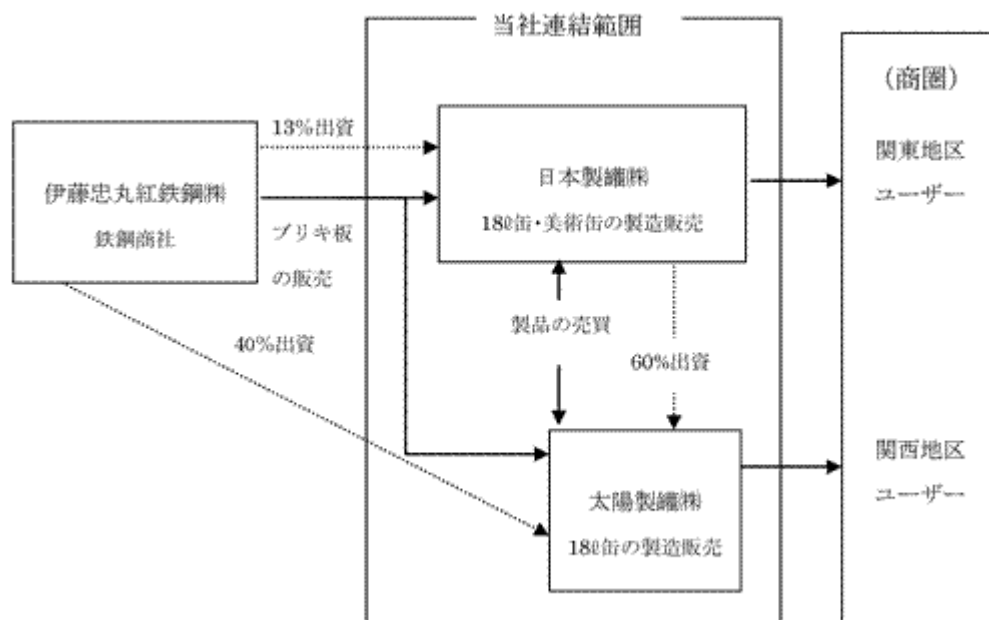 当社連結範囲
(商圏)
13%出資
伊藤忠丸紅鉄鋼㈱
鉄鋼商社
ブリキ板
の販売
40%出資
日本製罐㈱
18ℓ缶・美術缶の製造販売
製品の売買
60%出資
太陽製罐㈱
18ℓ缶の製造販売
関東地区
ユーザー
関西地区
ユーザー